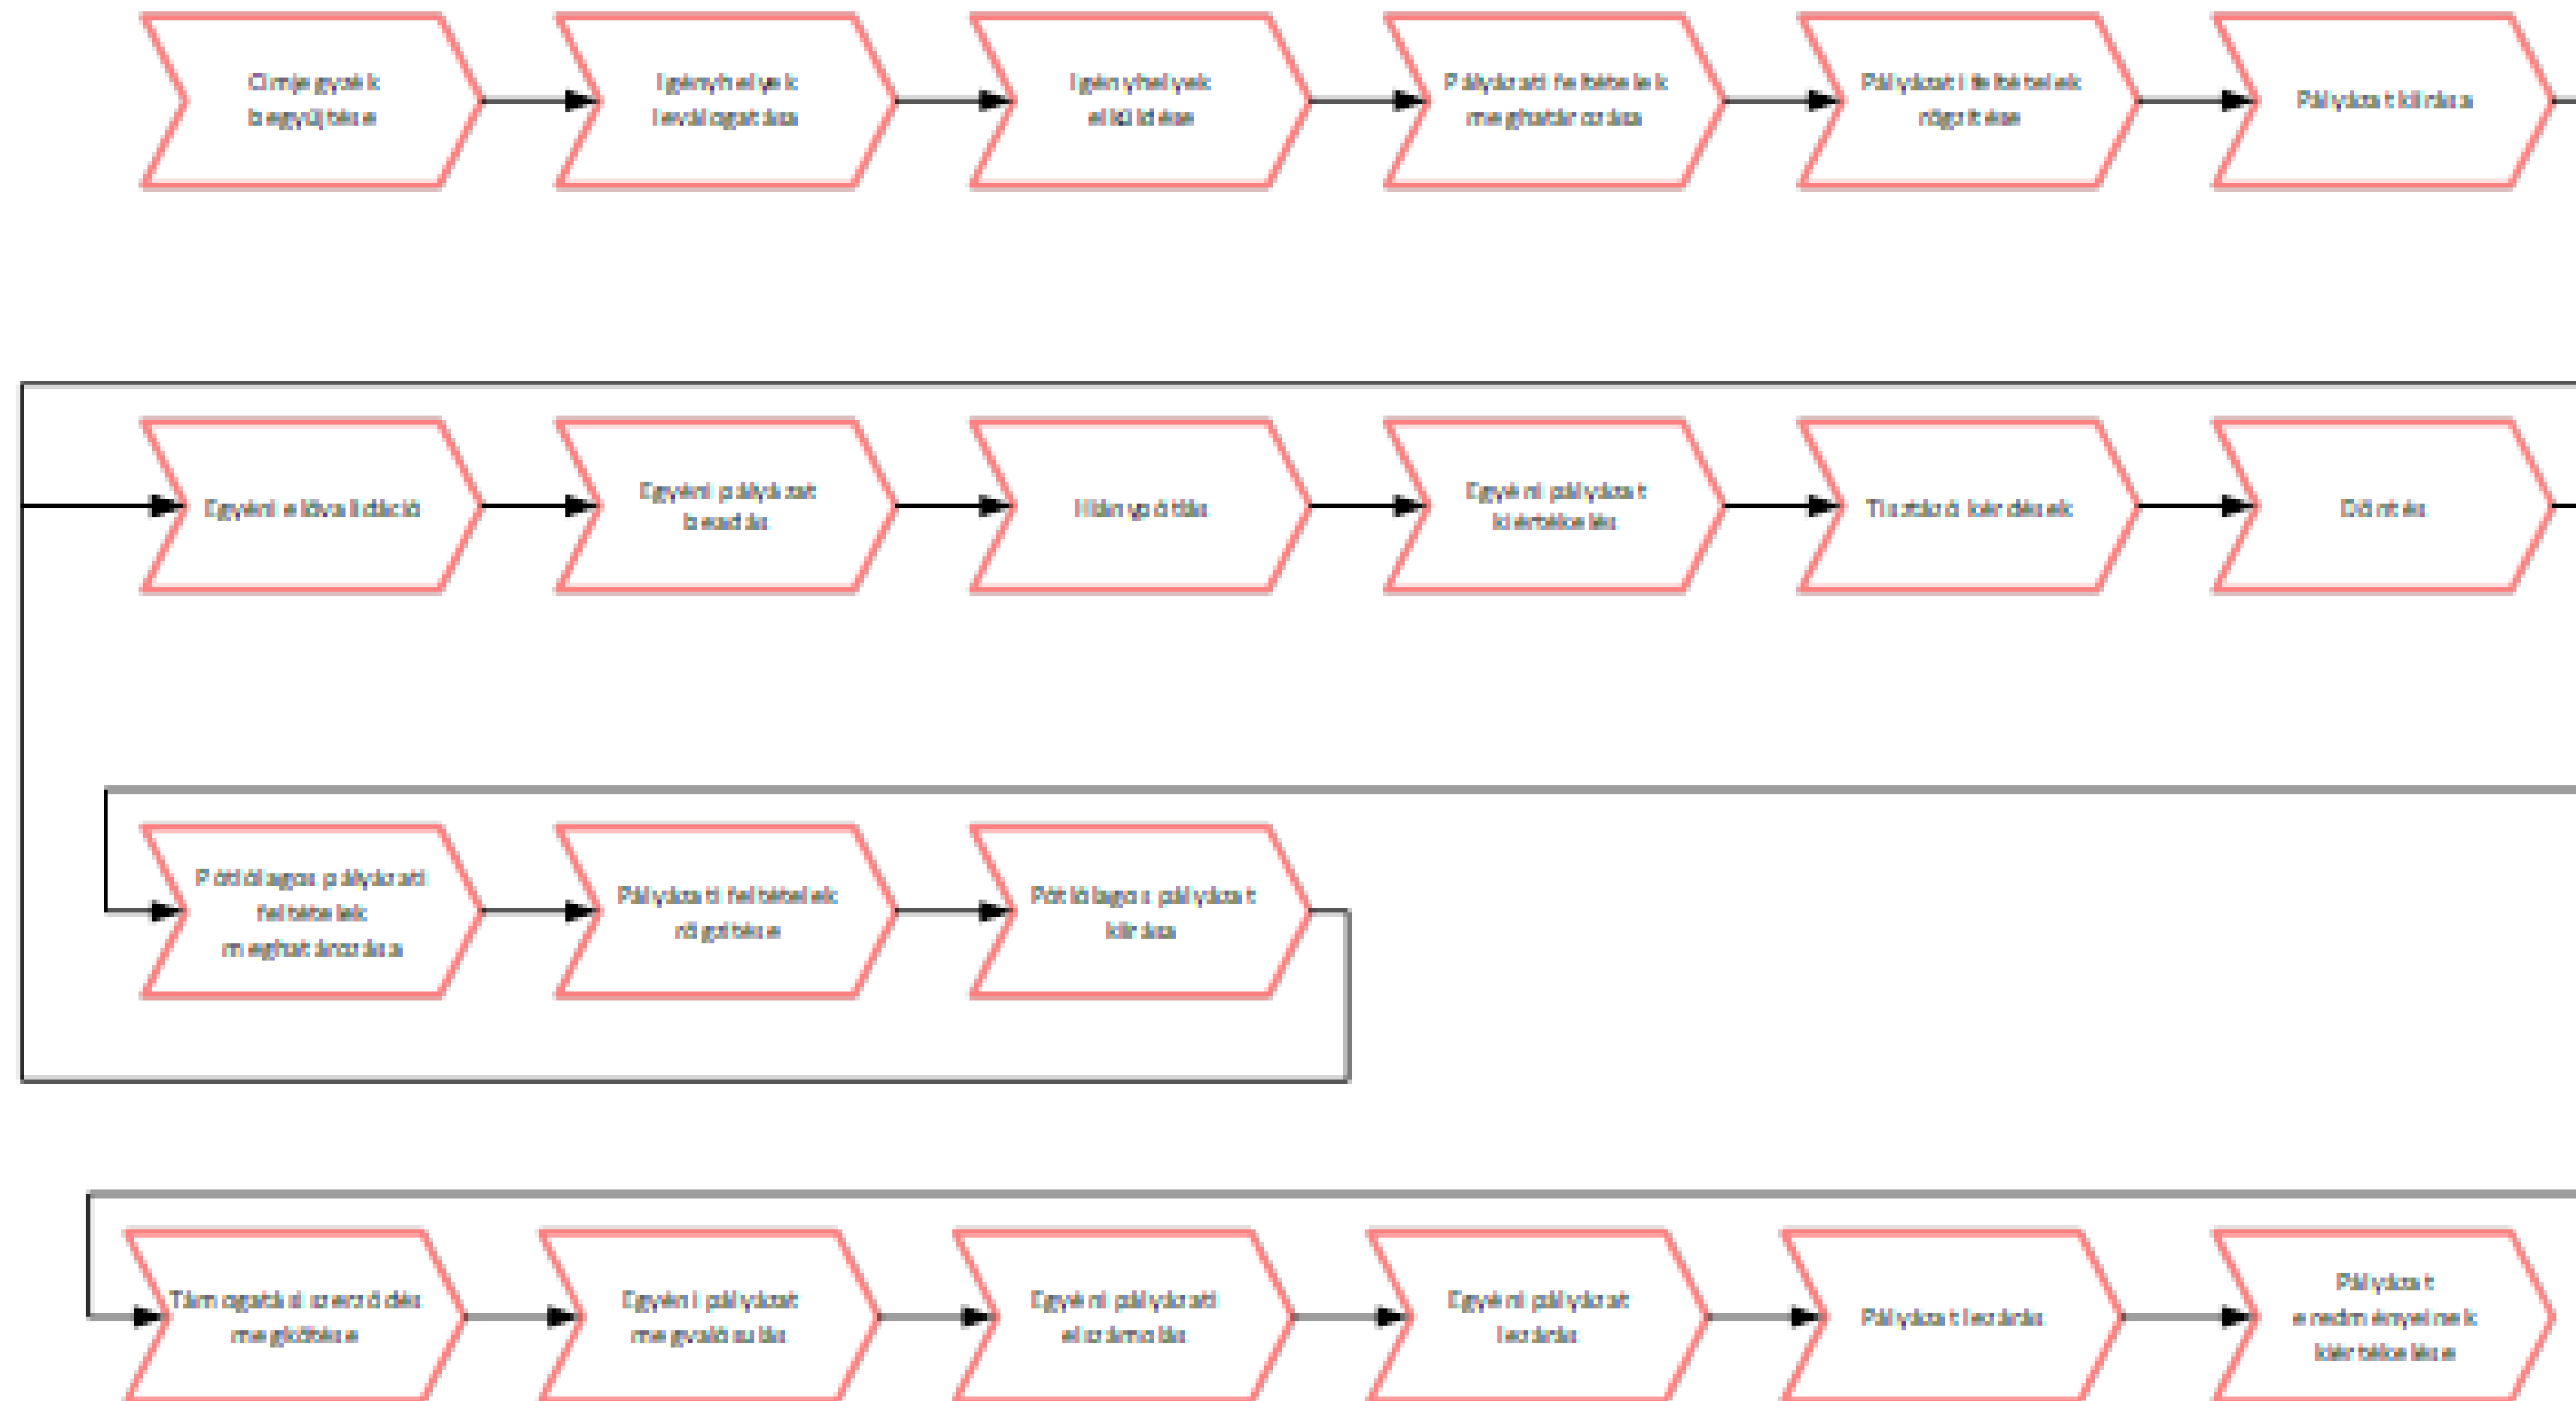 Címjegyzék
begyűjtése
Igényhelyek
leválogatása
Igényhelyek
elküldése
Pályázati feltételek
meghatározása
Pályázati feltételek
rögzítése
Pályázat kiírása
Egyéni elővalidáció
Egyéni pályázat
beadás
Hiánypótlás
Egyéni pályázat
kiértékelés
Tisztázó kérdések
Döntés
Pótlólagos pályázati
feltételek
meghatározása
Pályázati feltételek
rögzítése
Pótlólagos pályázat
kiírása
Támogatási szerződés
megkötése
Egyéni pályázat
megvalósulás
Egyéni pályázati
elszámolás
Egyéni pályázat
lezárás
Pályázat lezárás
Pályázat
eredményeinek
kiértékelése